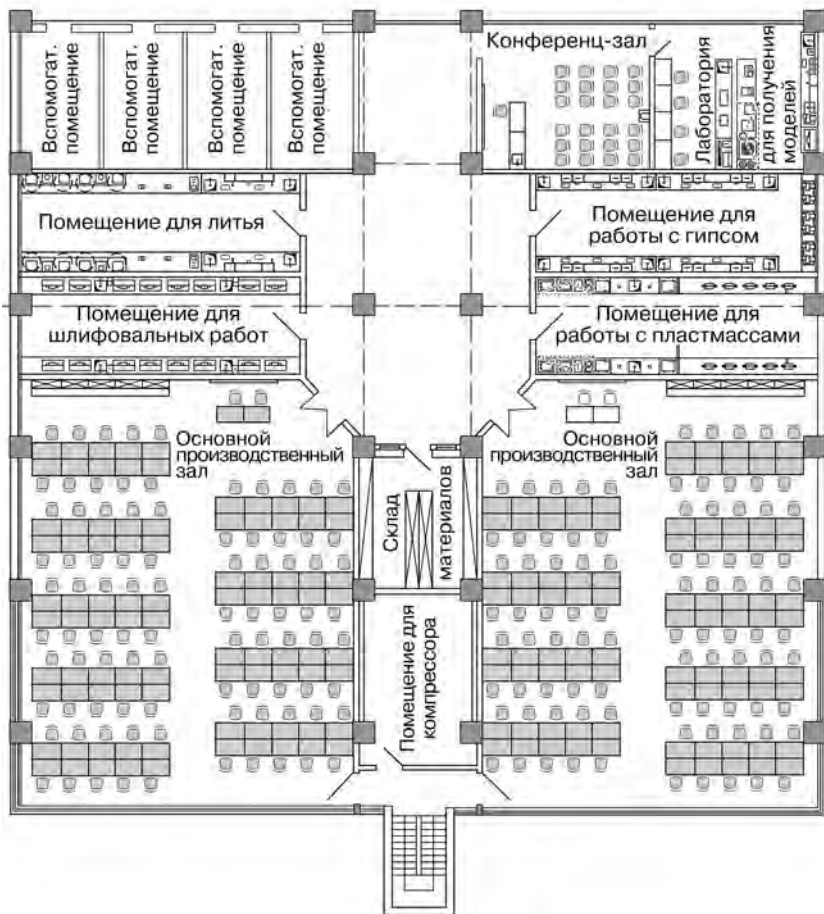 Вспомогат.
помещение
Вспомогат.
помещение
Вспомогат.
помещение
Вспомогат.
помещение
Конференц-зал
Лаборатория
для получения
моделей
Помещение для литья
Помещение для
работы с гипсом
Помещение для
шлифовальных работ
Помещение для
работы с пластмассами
Основной
производственный
зал
Основной
производственный
зал
Склад
материалов
Помещение для
компрессора